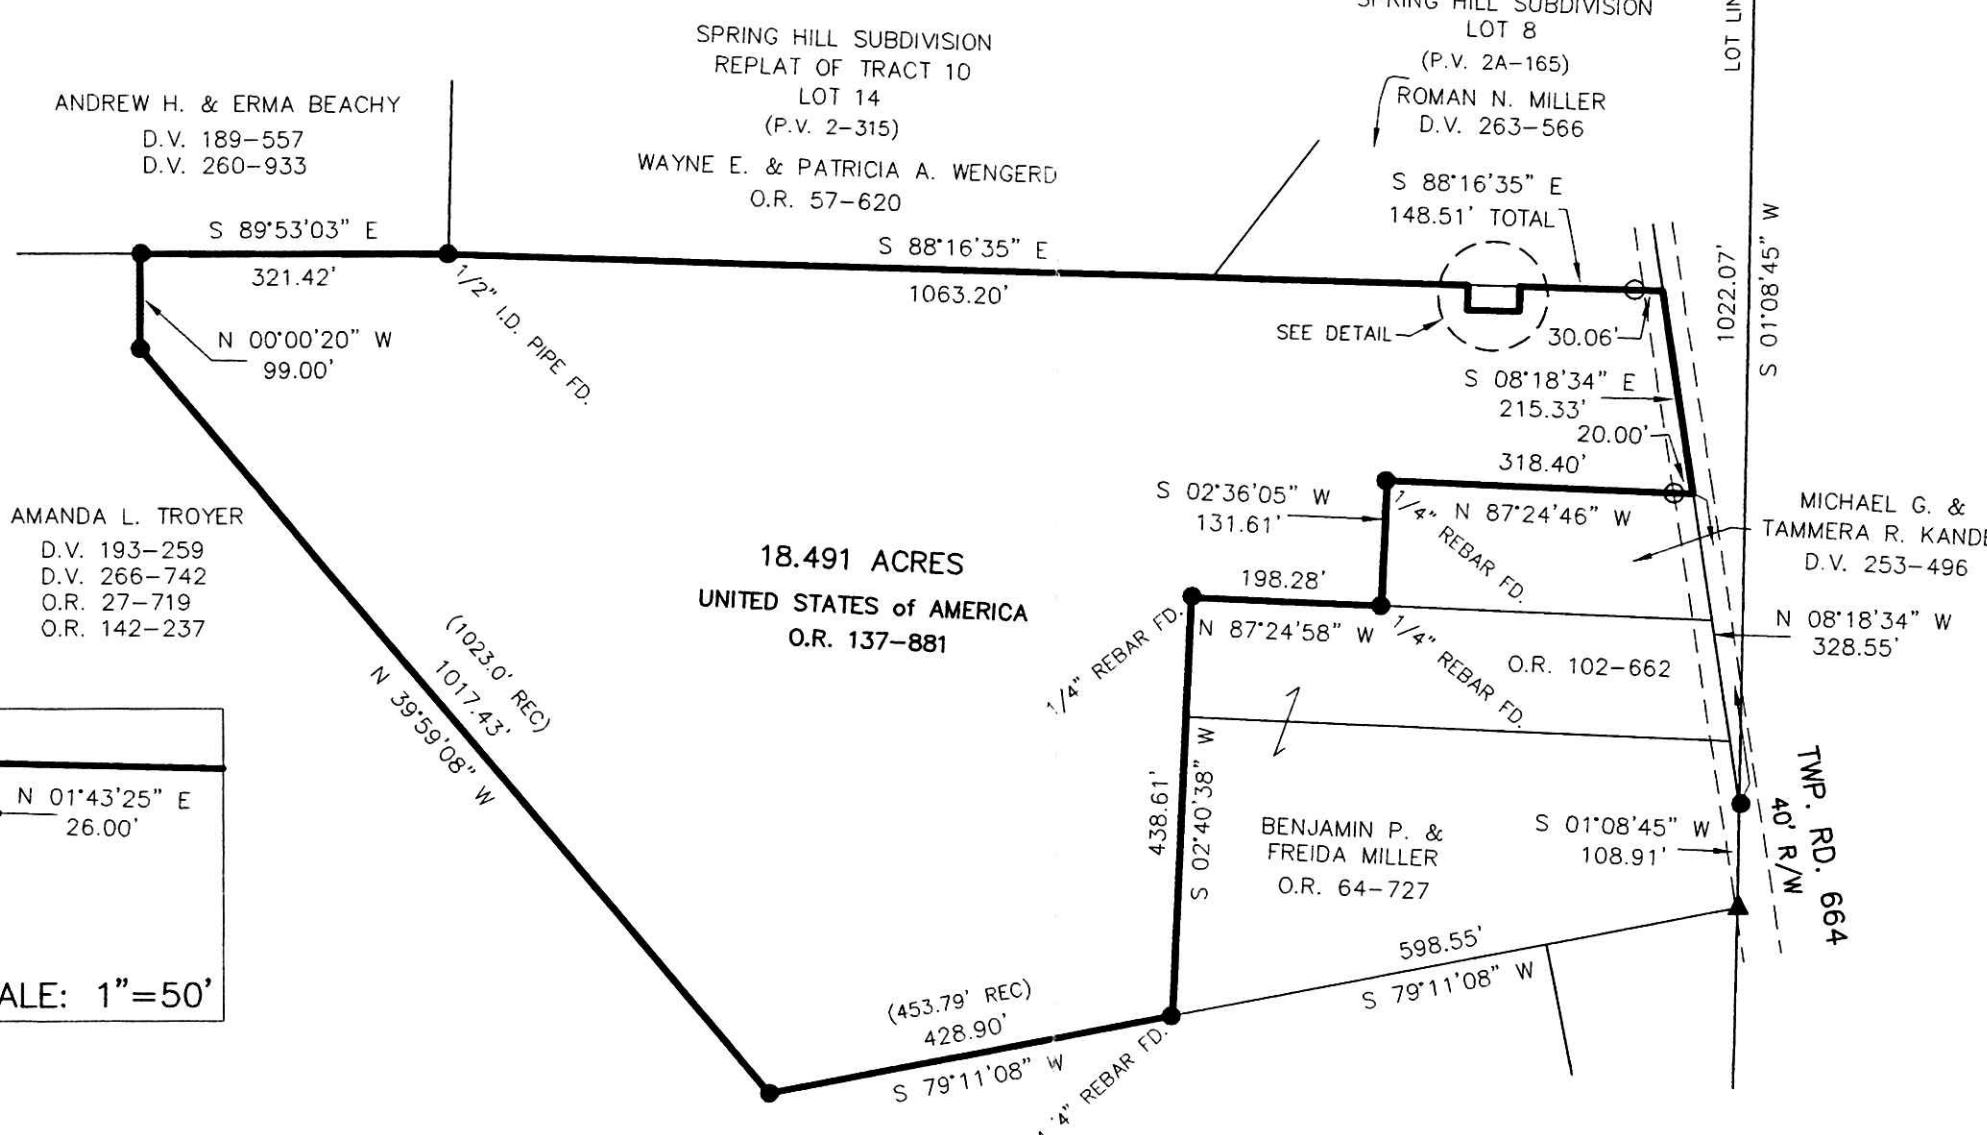 SPRING HILL SUBDIVISION
REPLAT OF TRACT 10
LOT 14
(P.V. 2-315)
WAYNE E. & PATRICIA A. WENGERD
O.R. 57-620
SPRING HILL SUBDIVISION
LOT 8
(P.V. 2A-165)
ROMAN N. MILLER
D.V. 263-566
LOT LIN
ANDREW H. & ERMA BEACHY
D.V. 189-557
D.V. 260-933
S 89°53'03" E
321.42'
N 00°00'20" W
99.00'
1/2" I.D. PIPE FD.
S 88°16'35" E
1063.20'
S 88°16'35" E
148.51' TOTAL
SEE DETAIL
30.06'
1022.07'
S 01°08'45" W
S 08°18'34" E
215.33'
20.00'
318.40'
N 87°24'46" W
S 02°36'05" W
131.61'
1/4" REBAR FD.
MICHAEL G. &
TAMMERA R. KANDE
D.V. 253-496
AMANDA L. TROYER
D.V. 193-259
D.V. 266-742
O.R. 27-719
O.R. 142-237
18.491 ACRES
UNITED STATES of AMERICA
O.R. 137-881
198.28'
N 87°24'58" W
1/4" REBAR FD.
1/4" REBAR FD.
O.R. 102-662
N 08°18'34" W
328.55'
(1023.0' REC)
1017.43'
N 39°59'08" W
438.61'
S 02°40'38" W
BENJAMIN P. &
FREIDA MILLER
O.R. 64-727
S 01°08'45" W
108.91'
TWP. RD. 664
40' R/W
N 01°43'25" E
26.00'
ALE: 1"=50'
(453.79' REC)
428.90'
S 79°11'08" W
598.55'
S 79°11'08" W
4" REBAR FD.